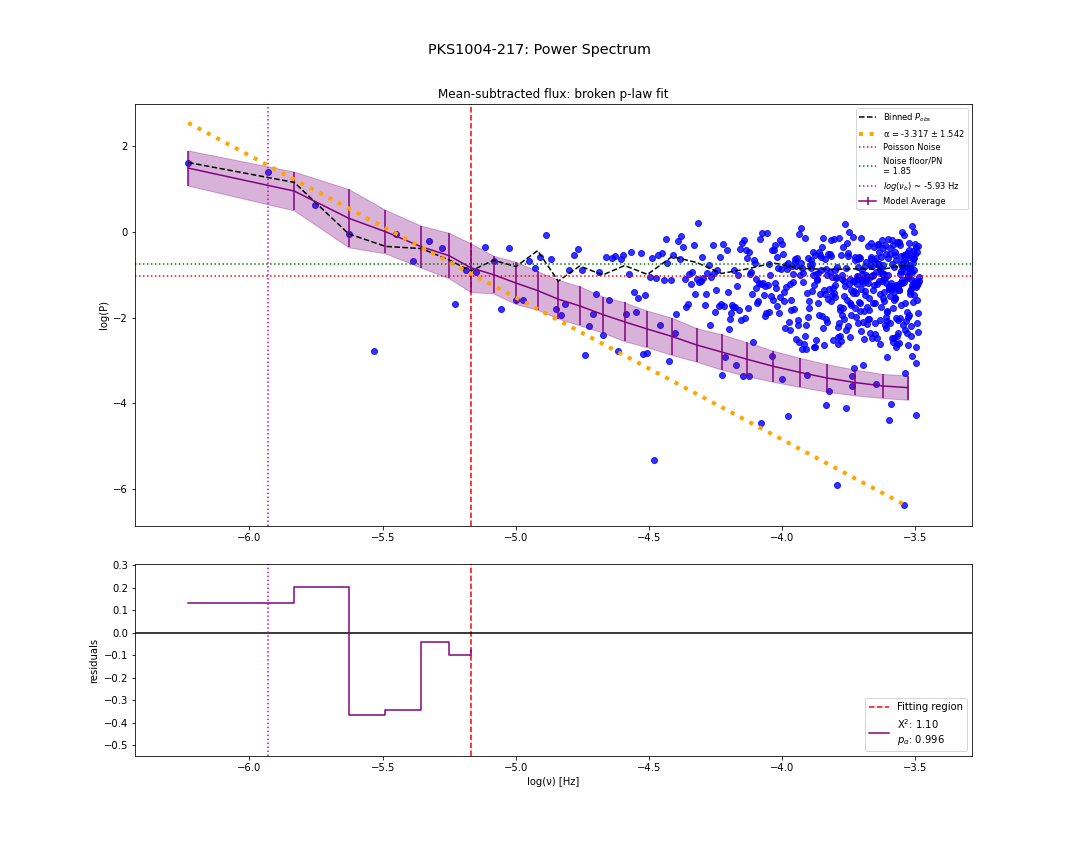 PKS1004-217: Power Spectrum
Mean-subtracted flux: broken p-law fit
Binned P_obs
α = -3.317 ± 1.542
Poisson Noise
Noise floor/PN
= 1.85
log(ν_b) ~ -5.93 Hz
Model Average
log(P)
2
0
−2
−4
−6
−6.0 −5.5 −5.0 −4.5 −4.0 −3.5
residuals
0.3
0.2
0.1
0.0
−0.1
−0.2
−0.3
−0.4
−0.5
Fitting region
X²: 1.10
p_α: 0.996
−6.0 −5.5 −5.0 −4.5 −4.0 −3.5
log(ν) [Hz]